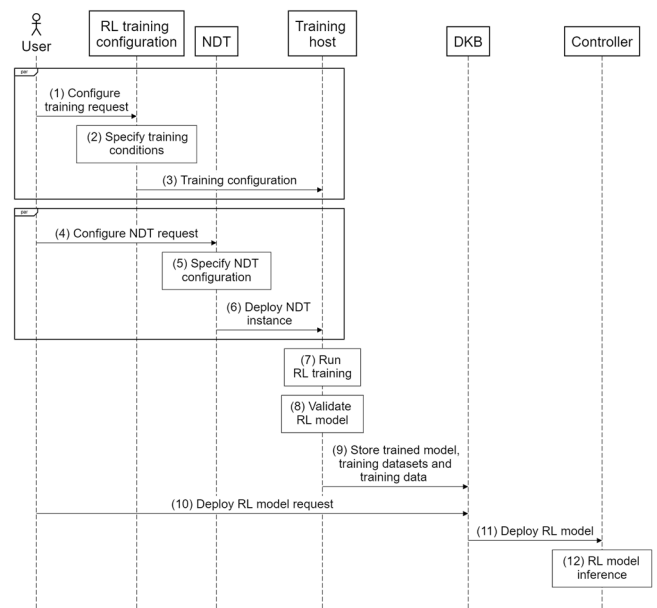 User
RL training
configuration
NDT
Training
host
DKB
Controller
par
(1) Configure
training request
(2) Specify training
conditions
(3) Training configuration
par
(4) Configure NDT request
(5) Specify NDT
configuration
(6) Deploy NDT
instance
(7) Run
RL training
(8) Validate
RL model
(9) Store trained model,
training datasets and
training data
(10) Deploy RL model request
(11) Deploy RL model
(12) RL model
inference